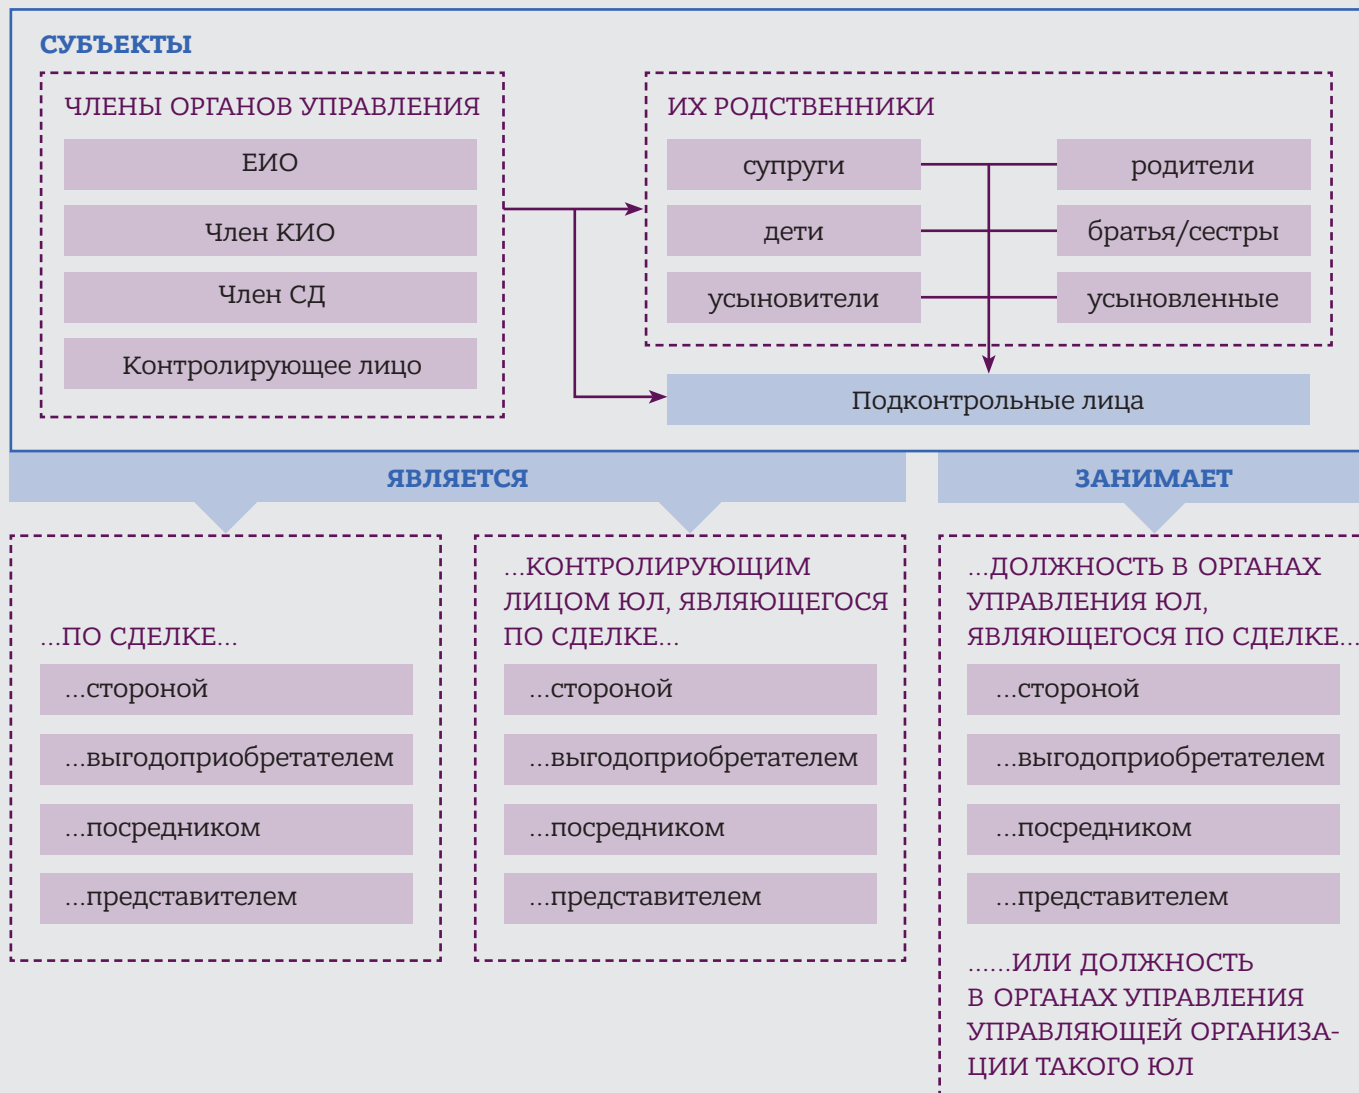 СУБЪЕКТЫ
ЧЛЕНЫ ОРГАНОВ УПРАВЛЕНИЯ
ЕИО
Член КИО
Член СД
Контролирующее лицо
ИХ РОДСТВЕННИКИ
супруги
родители
дети
братья/сестры
усыновители
усыновленные
Подконтрольные лица
ЯВЛЯЕТСЯ
ЗАНИМАЕТ
...ПО СДЕЛКЕ...
...стороной
...выгодоприобретателем
...посредником
...представителем
...КОНТРОЛИРУЮЩИМ
ЛИЦОМ ЮЛ, ЯВЛЯЮЩЕГОСЯ
ПО СДЕЛКЕ...
...стороной
...выгодоприобретателем
...посредником
...представителем
...ДОЛЖНОСТЬ В ОРГАНАХ
УПРАВЛЕНИЯ ЮЛ,
ЯВЛЯЮЩЕГОСЯ ПО СДЕЛКЕ...
...стороной
...выгодоприобретателем
...посредником
...представителем
......ИЛИ ДОЛЖНОСТЬ
В ОРГАНАХ УПРАВЛЕНИЯ
УПРАВЛЯЮЩЕЙ ОРГАНИЗА-
ЦИИ ТАКОГО ЮЛ